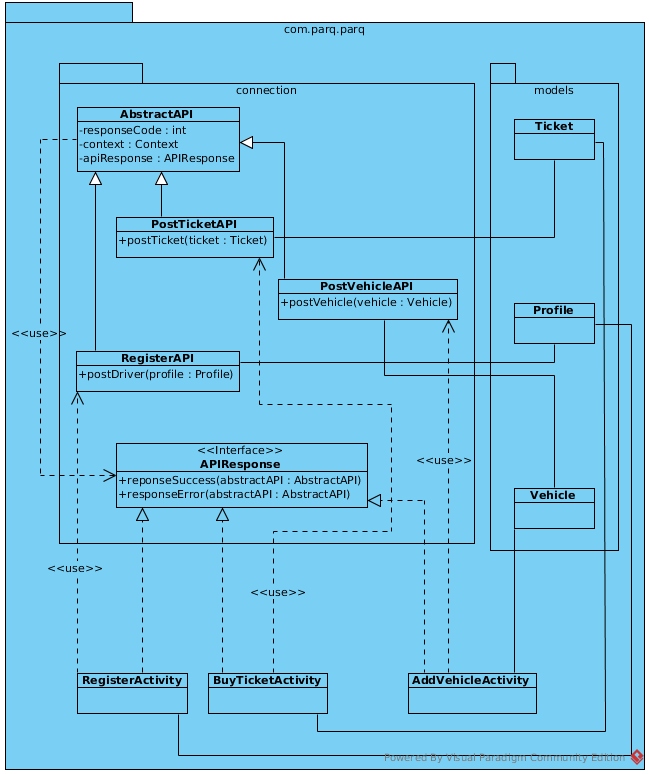 com.parq.parq
connection
models
AbstractAPI
-responseCode : int
-context : Context
-apiResponse : APIResponse
Ticket
PostTicketAPI
+postTicket(ticket : Ticket)
PostVehicleAPI
+postVehicle(vehicle : Vehicle)
Profile
<<use>>
RegisterAPI
+postDriver(profile : Profile)
<<Interface>>
APIResponse
+reponseSuccess(abstractAPI : AbstractAPI)
+responseError(abstractAPI : AbstractAPI)
<<use>>
Vehicle
<<use>>
<<use>>
RegisterActivity
BuyTicketActivity
AddVehicleActivity
Powered By Visual Paradigm Community Edition